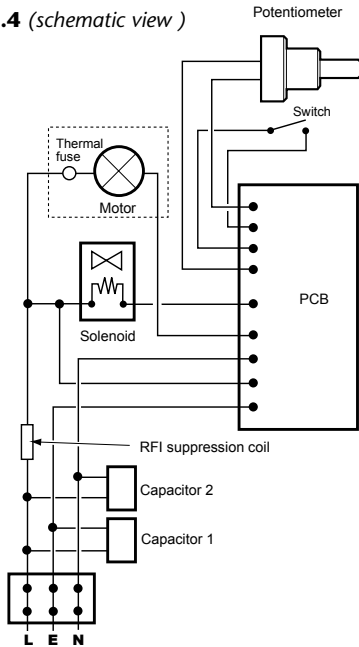 .4 (schematic view )
Potentiometer
Switch
Thermal
fuse
Motor
PCB
Solenoid
RFI suppression coil
Capacitor 2
Capacitor 1
L E N